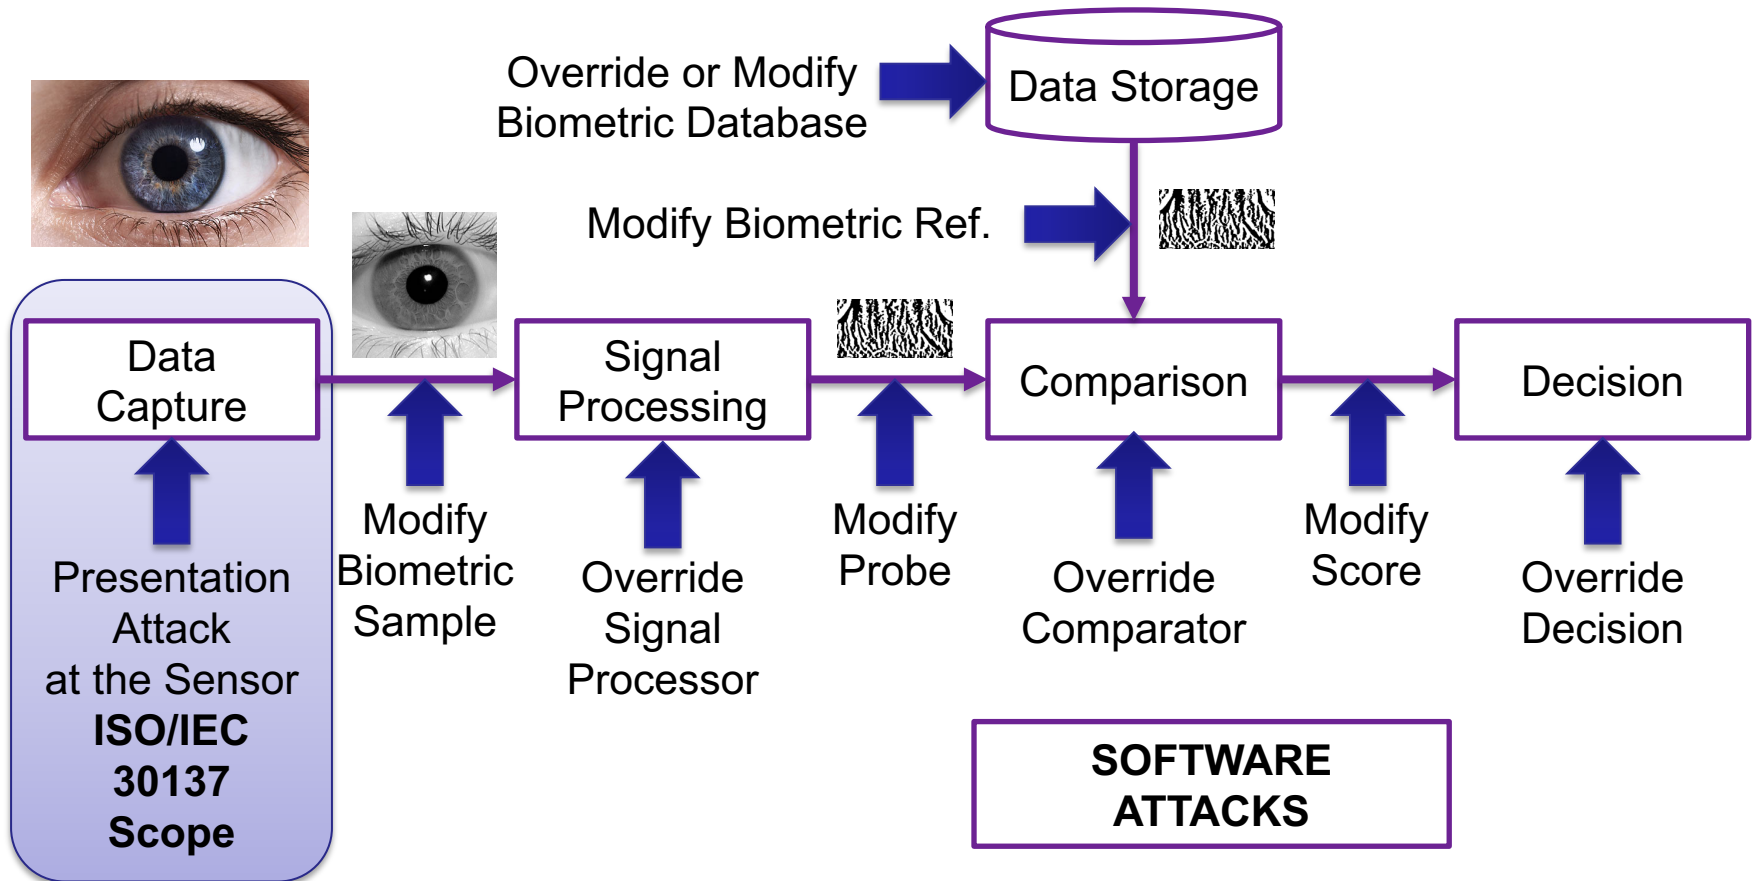 Override or Modify
Biometric Database
Data Storage
Modify Biometric Ref.
Data
Capture
Signal
Processing
Comparison
Decision
Presentation
Attack
at the Sensor
ISO/IEC
30137
Scope
Modify
Biometric
Sample
Override
Signal
Processor
Modify
Probe
Override
Comparator
Modify
Score
Override
Decision
SOFTWARE
ATTACKS